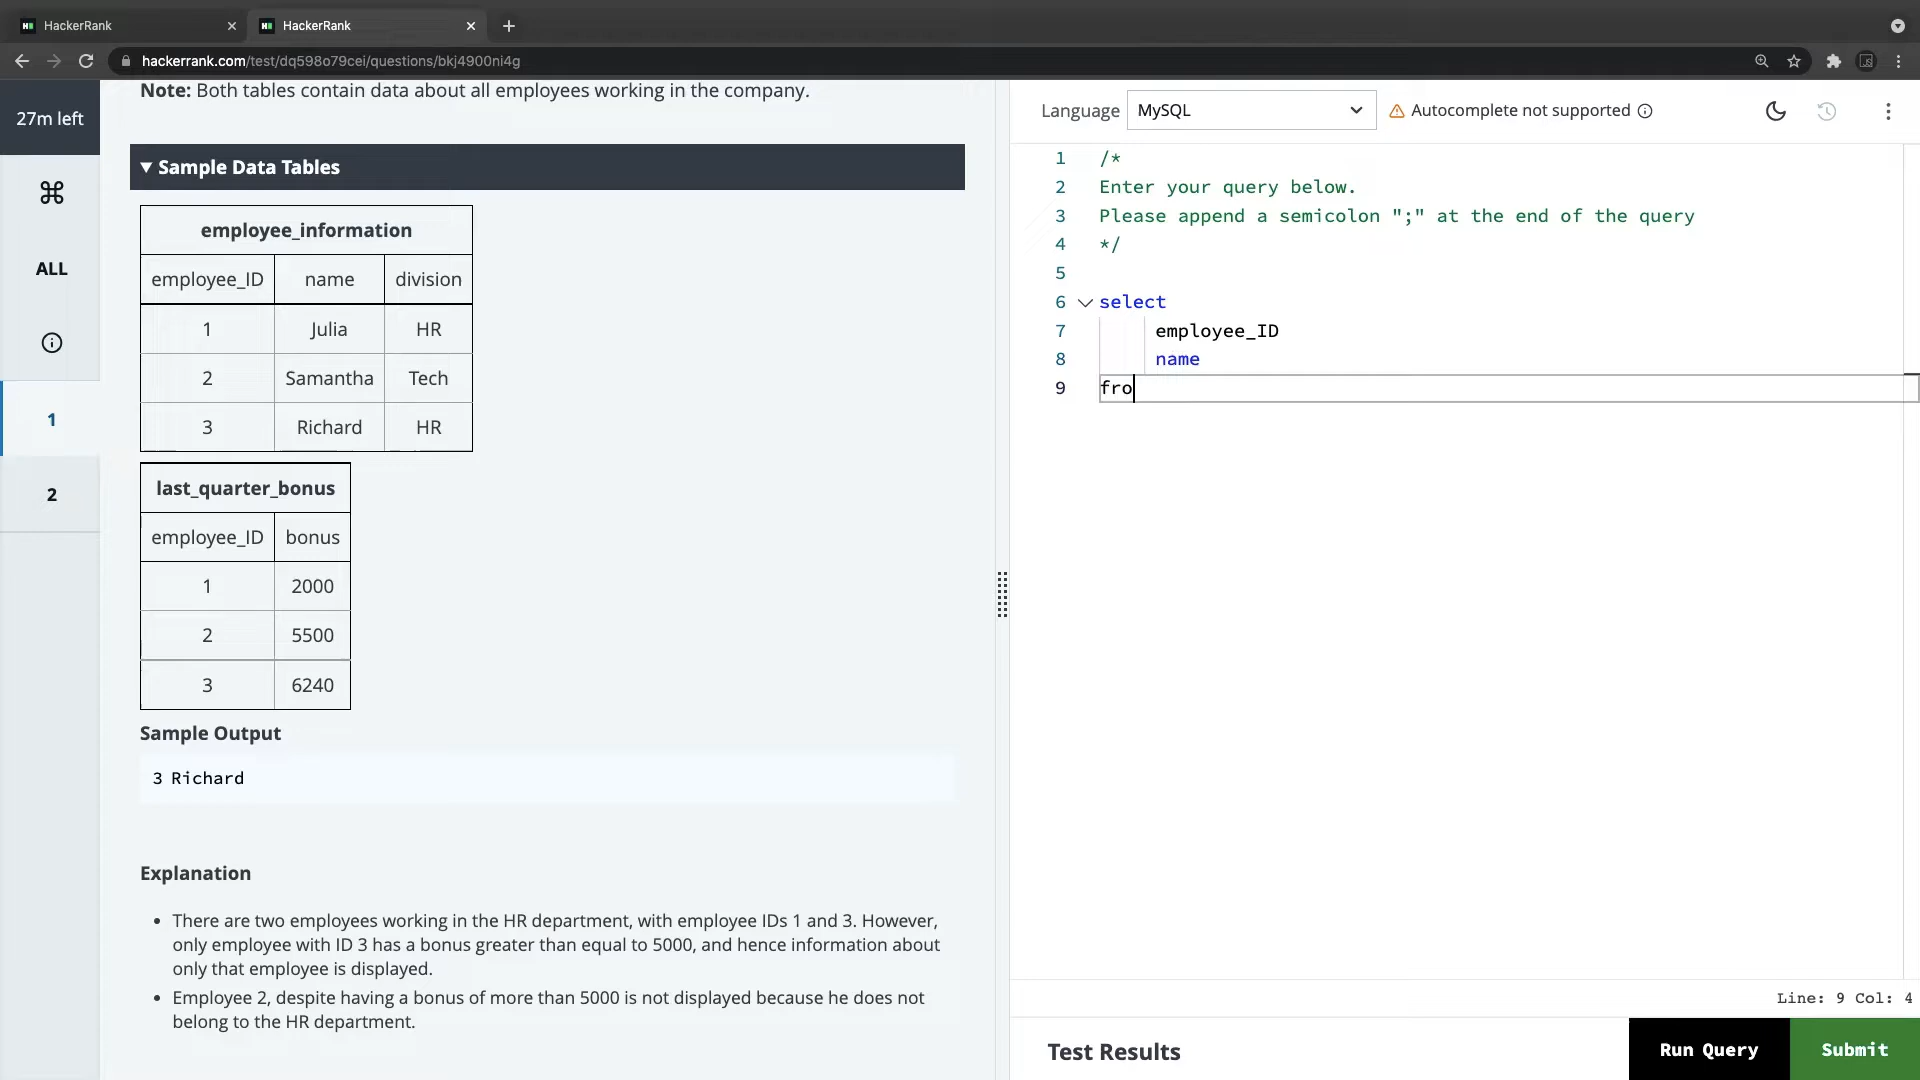 HackerRank
HackerRank
hackerrank.com/test/dq598o79cei/questions/bkj4900ni4g
27m left
ALL
1
2
Note: Both tables contain data about all employees working in the company.
Sample Data Tables
employee_information
employee_ID name division
1 Julia HR
2 Samantha Tech
3 Richard HR
last_quarter_bonus
employee_ID bonus
1 2000
2 5500
3 6240
Sample Output
3 Richard
Explanation
• There are two employees working in the HR department, with employee IDs 1 and 3. However,
only employee with ID 3 has a bonus greater than equal to 5000, and hence information about
only that employee is displayed.
• Employee 2, despite having a bonus of more than 5000 is not displayed because he does not
belong to the HR department.
Language MySQL Autocomplete not supported
1 /*
2 Enter your query below.
3 Please append a semicolon ";" at the end of the query
4 */
5
6 select
7 employee_ID
8 name
9 fro
Line: 9 Col: 4
Test Results
Run Query
Submit